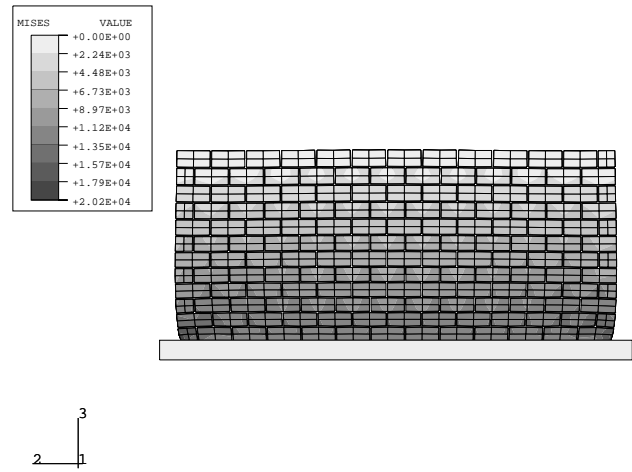 MISES VALUE
+0.00E+00
+2.24E+03
+4.48E+03
+6.73E+03
+8.97E+03
+1.12E+04
+1.35E+04
+1.57E+04
+1.79E+04
+2.02E+04
3
2 1